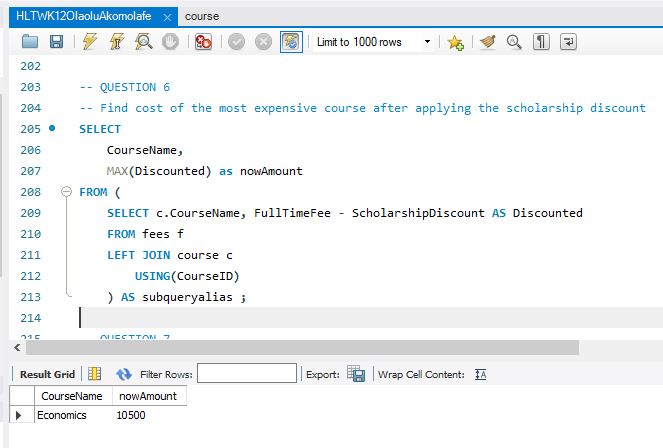 HLTWK12OlaoluAkomolafe × course
Limit to 1000 rows
202
203 -- QUESTION 6
204 -- Find cost of the most expensive course after applying the scholarship discount
205 SELECT
206 CourseName,
207 MAX(Discounted) as nowAmount
208 FROM (
209 SELECT c.CourseName, FullTimeFee - ScholarshipDiscount AS Discounted
210 FROM fees f
211 LEFT JOIN course c
212 USING(CourseID)
213 ) AS subqueryalias ;
214
215 QUESTION 7
Result Grid Filter Rows: Export: Wrap Cell Content:
CourseName nowAmount
Economics 10500